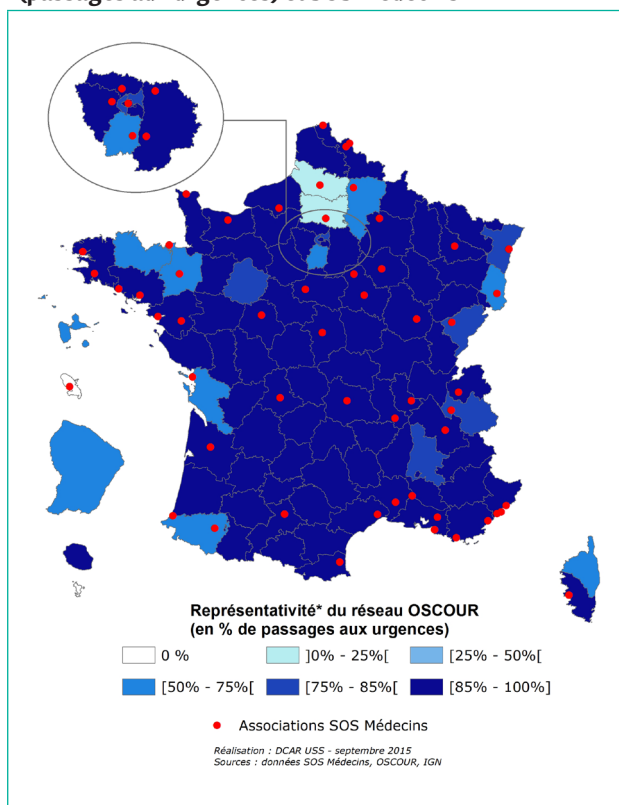 Représentativité* du réseau OSCOUR
(en % de passages aux urgences)
0 %
]0% - 25%[
[25% - 50%[
[50% - 75%[
[75% - 85%[
[85% - 100%]
Associations SOS Médecins
Réalisation : DCAR USS - septembre 2015
Sources : données SOS Médecins, OSCOUR, IGN